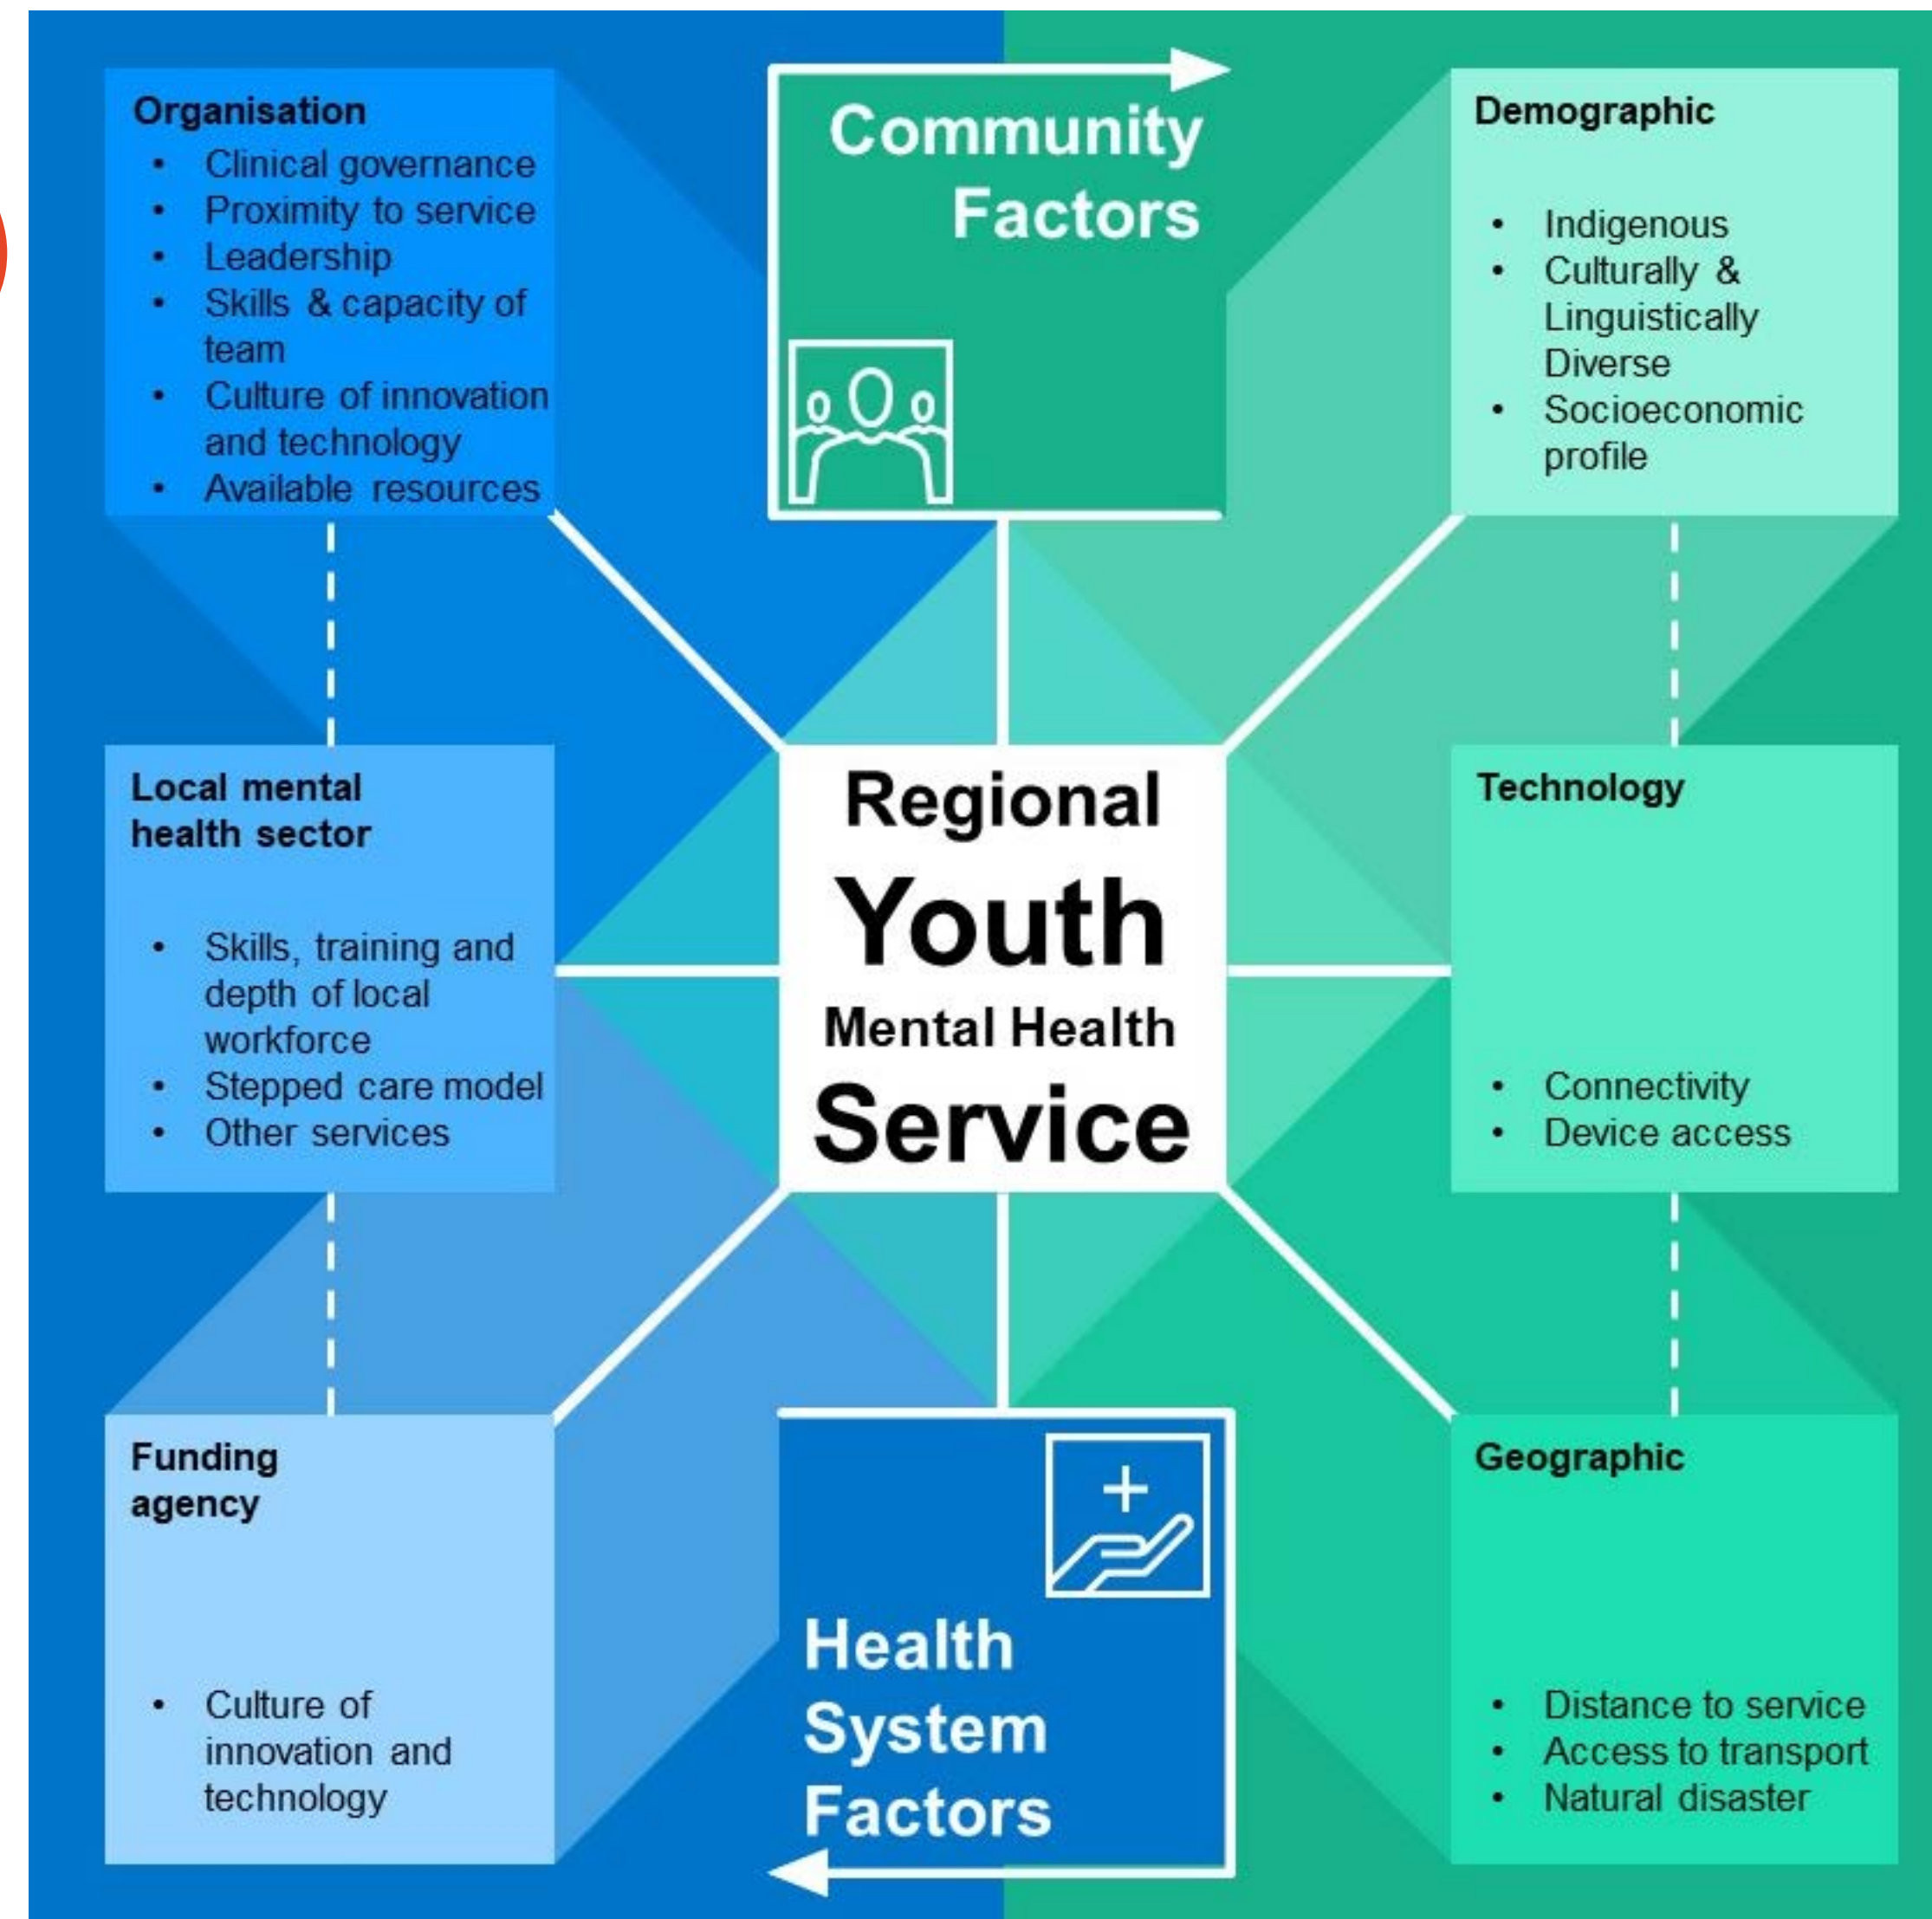 Organisation
• Clinical governance
• Proximity to service
• Leadership
• Skills & capacity of
team
• Culture of innovation
and technology
• Available resources
Community
Factors
Demographic
• Indigenous
• Culturally &
Linguistically
Diverse
• Socioeconomic
profile
Local mental
health sector
• Skills, training and
depth of local
workforce
• Stepped care model
• Other services
Regional
Youth
Mental Health
Service
Technology
• Connectivity
• Device access
Funding
agency
• Culture of
innovation and
technology
Health
System
Factors
Geographic
• Distance to service
• Access to transport
• Natural disaster